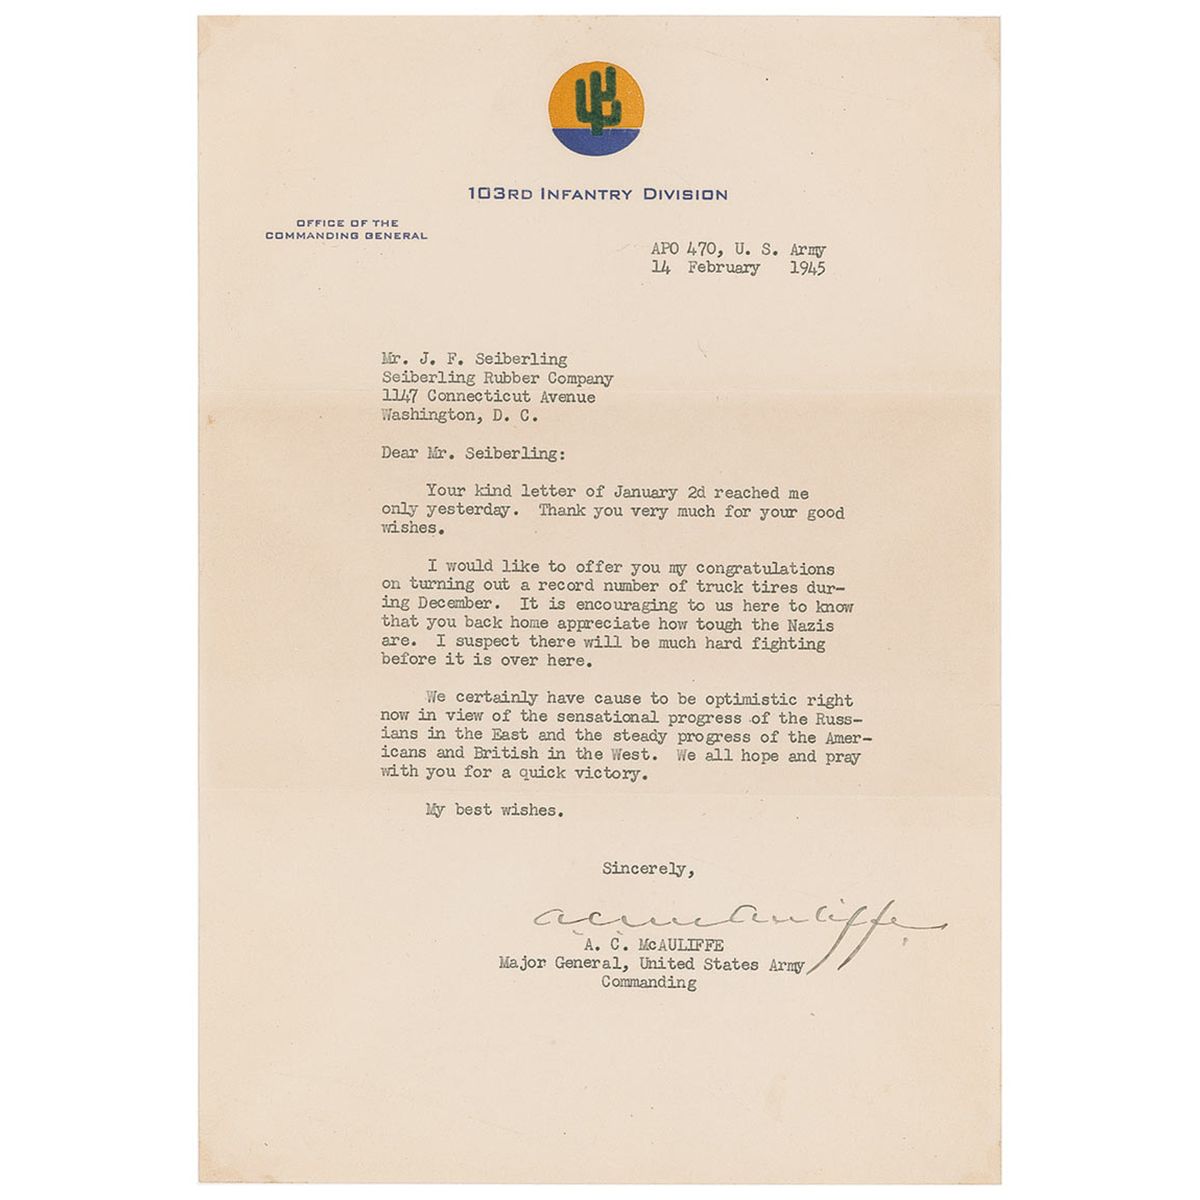 103RD INFANTRY DIVISION
OFFICE OF THE
COMMANDING GENERAL
APO 470, U. S. Army
14 February 1945
Mr. J. F. Seiberling
Seiberling Rubber Company
1147 Connecticut Avenue
Washington, D. C.
Dear Mr. Seiberling:
Your kind letter of January 2d reached me
only yesterday. Thank you very much for your good
wishes.
I would like to offer you my congratulations
on turning out a record number of truck tires dur-
ing December. It is encouraging to us here to know
that you back home appreciate how tough the Nazis
are. I suspect there will be much hard fighting
before it is over here.
We certainly have cause to be optimistic right
now in view of the sensational progress of the Russ-
ians in the East and the steady progress of the Amer-
icans and British in the West. We all hope and pray
with you for a quick victory.
My best wishes.
Sincerely,
A C McAuliffe
A. C. McAULIFFE
Major General, United States Army
Commanding